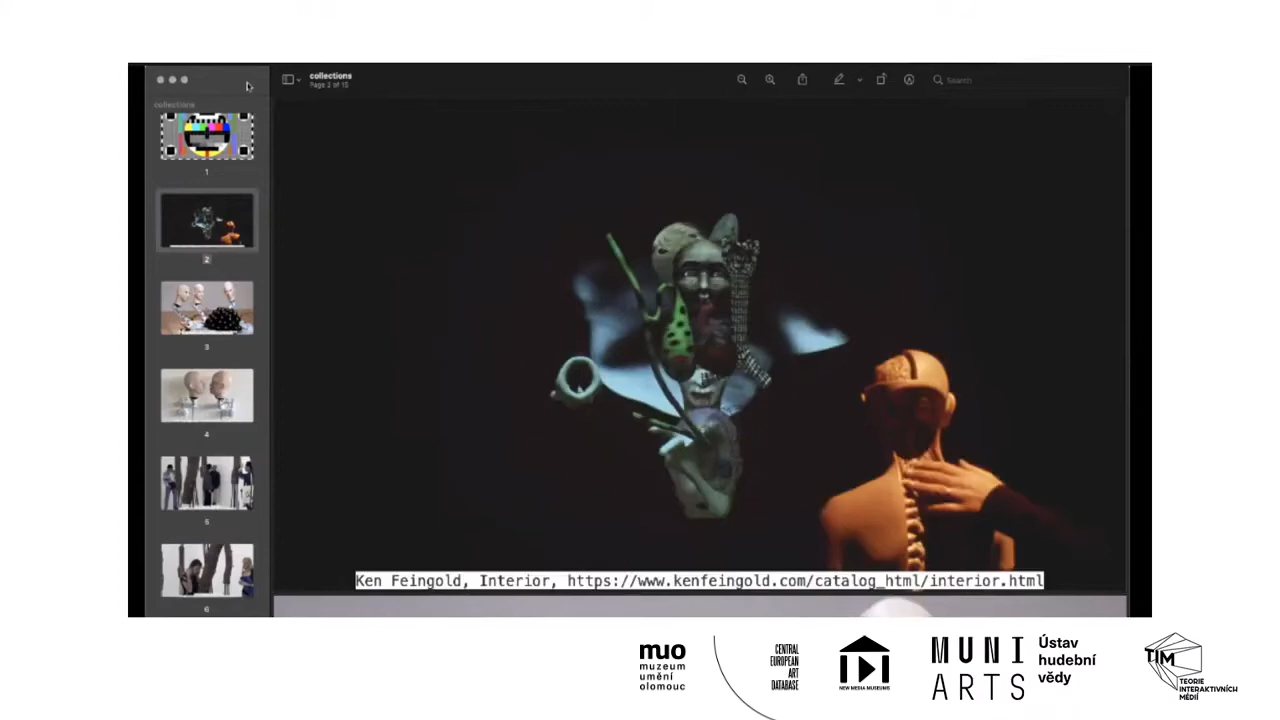 collections
Page 2 of 15
Search
collections
1
2
3
4
5
6
Ken Feingold, Interior, https://www.kenfeingold.com/catalog_html/interior.html
muo
muzeum
umění
olomouc
CENTRAL
EUROPEAN
ART
DATABASE
NEW MEDIA MUSEUMS
MUNI
ARTS
Ústav
hudební
vědy
TIM
TEORIE
INTERAKTIVNÍCH
MÉDIÍ